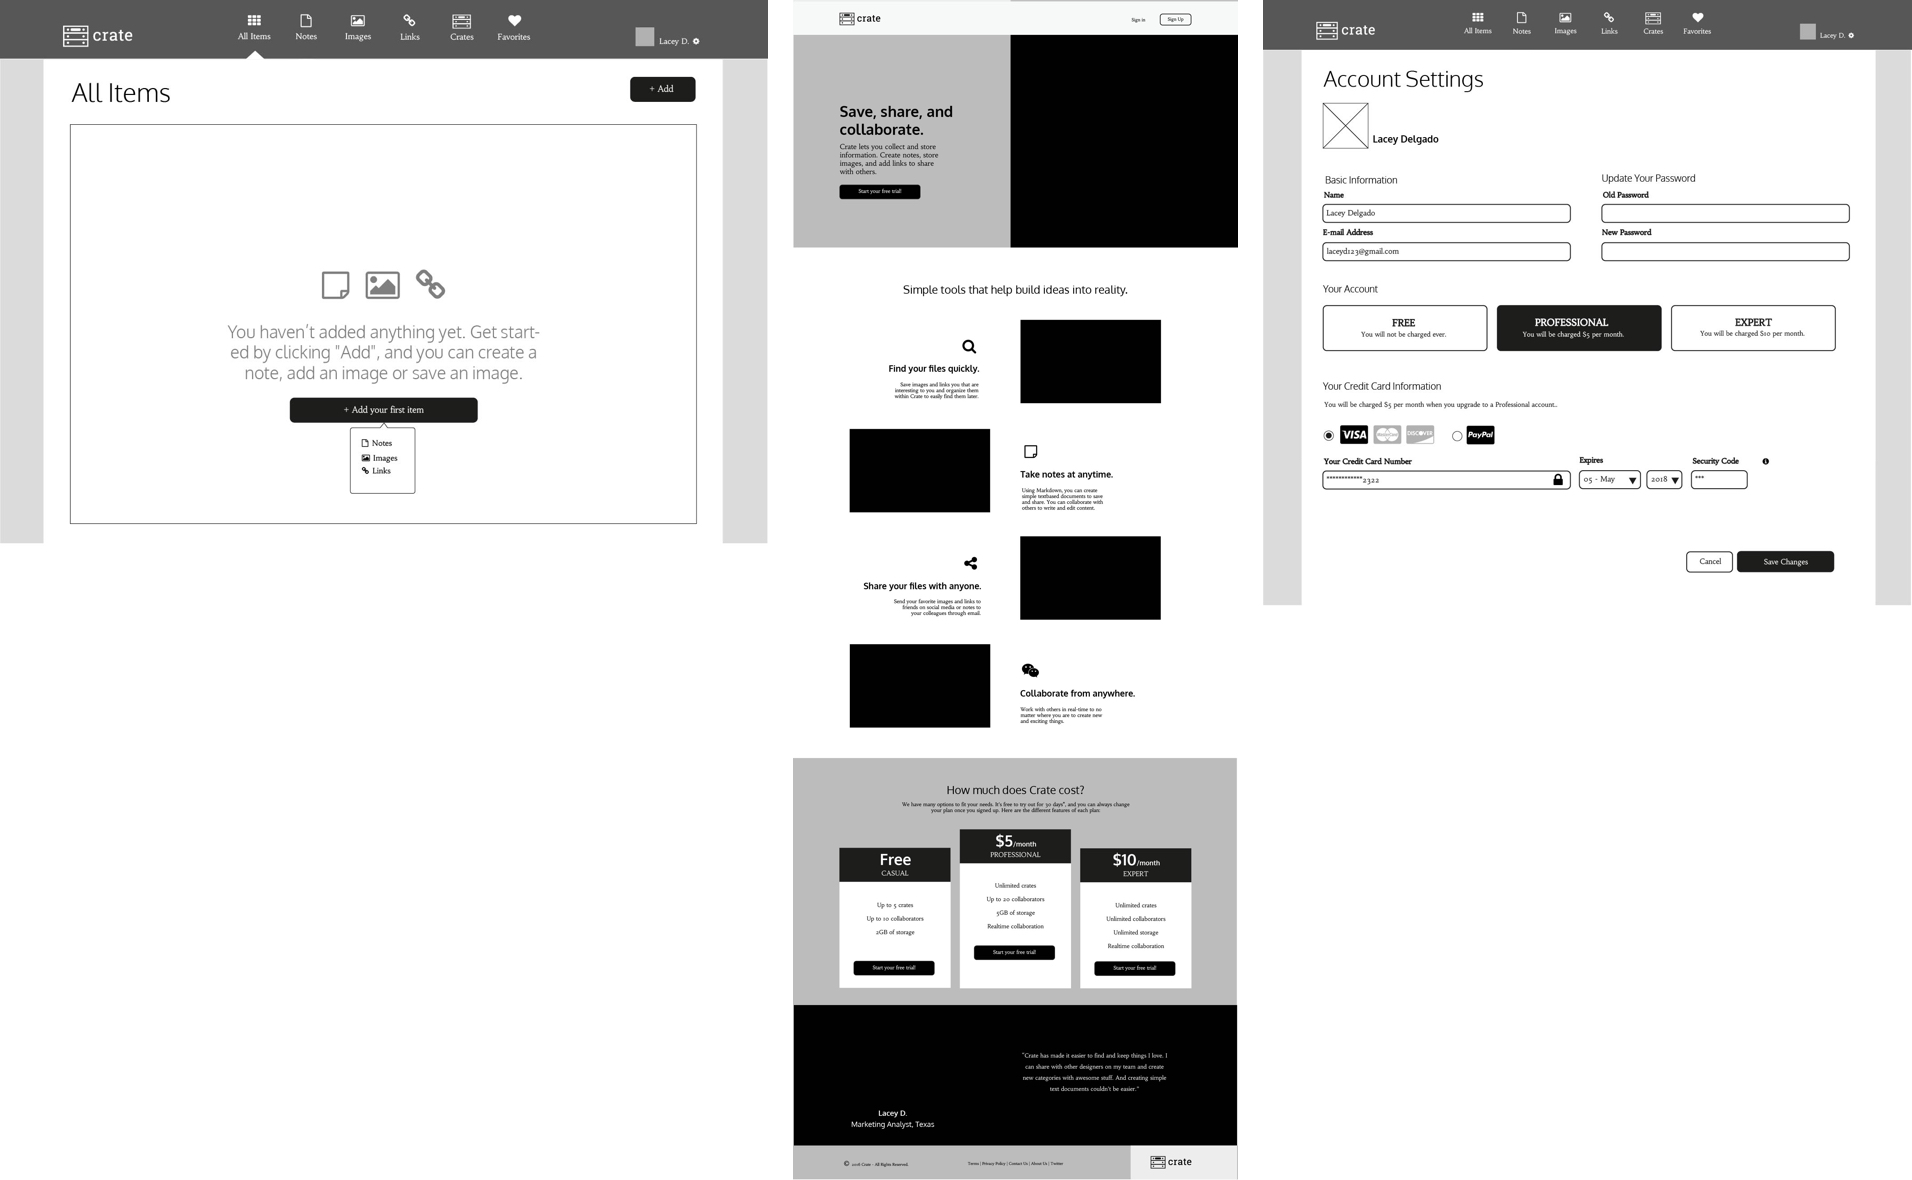 crate
All Items
Notes
Images
Links
Crates
Favorites
Lacey D.
All Items
+ Add
You haven't added anything yet. Get start-
ed by clicking "Add", and you can create a
note, add an image or save an image.
+ Add your first item
Notes
Images
Links
crate
Sign in
Sign Up
Save, share, and
collaborate.
Crate lets you collect and store
information. Create notes, store
images, and add links to share
with others.
Start your free trial!
Simple tools that help build ideas into reality.
Find your files quickly.
Save images and links you that are
interesting to you and organize them
within Crate to easily find them later.
Take notes at anytime.
Using Markdown, you can create
simple textbased documents to save
and share. You can collaborate with
others to write and edit content.
Share your files with anyone.
Send your favorite images and links to
friends on social media or notes to
your colleagues through email.
Collaborate from anywhere.
Work with others in real-time to no
matter where you are to create new
and exciting things.
How much does Crate cost?
We have many options to fit your needs. It's free to try out for 30 days*, and you can always change
your plan once you signed up. Here are the different features of each plan:
Free
CASUAL
Up to 5 crates
Up to 10 collaborators
2GB of storage
Start your free trial!
$5/month
PROFESSIONAL
Unlimited crates
Up to 20 collaborators
5GB of storage
Realtime collaboration
Start your free trial!
$10/month
EXPERT
Unlimited crates
Unlimited collaborators
Unlimited storage
Realtime collaboration
Start your free trial!
"Crate has made it easier to find and keep things I love. I
can share with other designers on my team and create
new categories with awesome stuff. And creating simple
text documents couldn't be easier."
Lacey D.
Marketing Analyst, Texas
© 2016 Crate - All Rights Reserved.
Terms | Privacy Policy | Contact Us | About Us | Twitter
crate
crate
All Items
Notes
Images
Links
Crates
Favorites
Lacey D.
Account Settings
Lacey Delgado
Basic Information
Name
Lacey Delgado
E-mail Address
laceyd123@gmail.com
Update Your Password
Old Password
New Password
Your Account
FREE
You will not be charged ever.
PROFESSIONAL
You will be charged $5 per month.
EXPERT
You will be charged $10 per month.
Your Credit Card Information
You will be charged $5 per month when you upgrade to a Professional account..
VISA
MasterCard
DISCOVER
PayPal
Your Credit Card Number
************2322
Expires
05 - May
2018
Security Code
***
Cancel
Save Changes